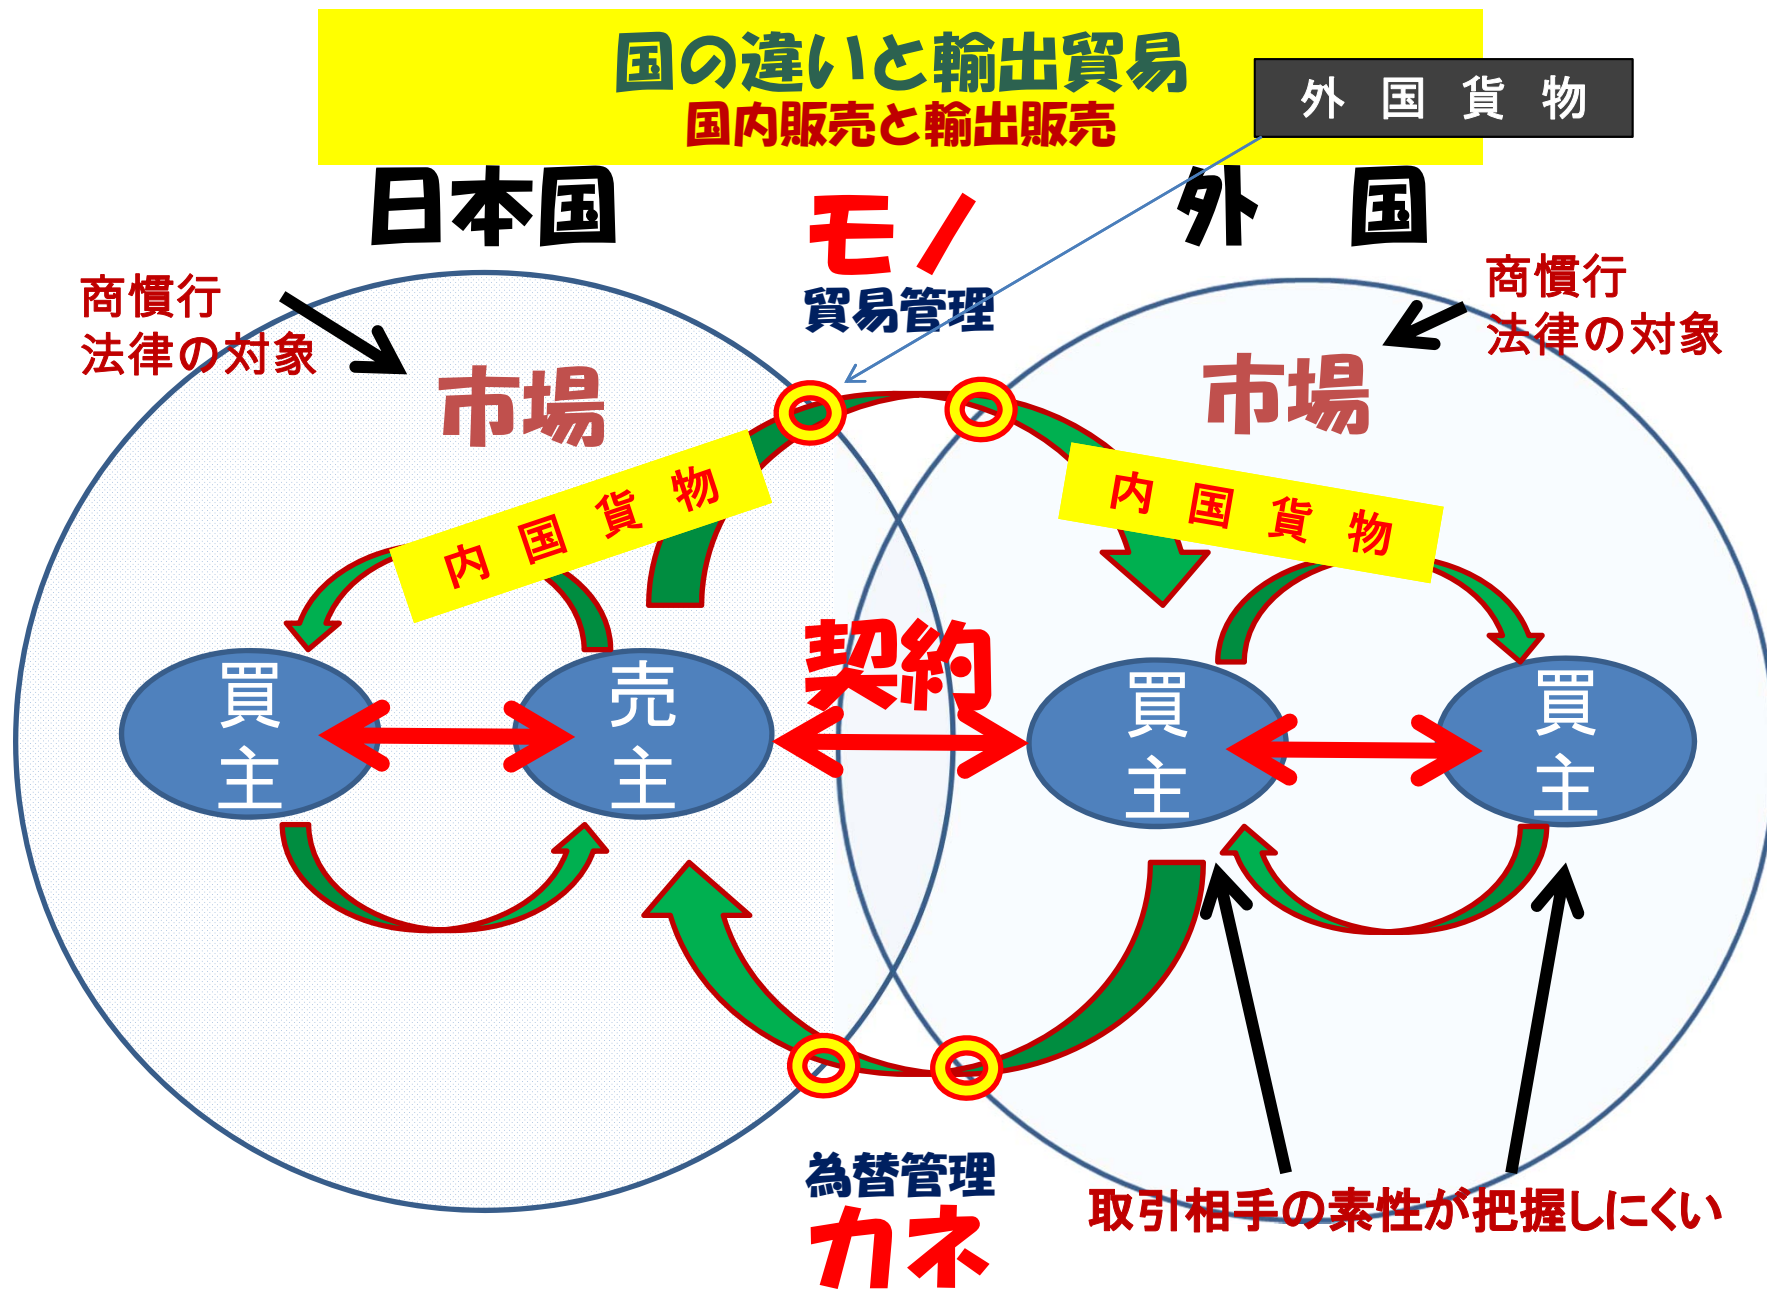 国の違いと輸出貿易
国内販売と輸出販売
外 国 貨 物
日本国
モノ
外 国
貿易管理
商慣行
法律の対象
商慣行
法律の対象
市場
市場
内 国 貨 物
内 国 貨 物
契約
買
主
売
主
買
主
買
主
為替管理
カネ
取引相手の素性が把握しにくい